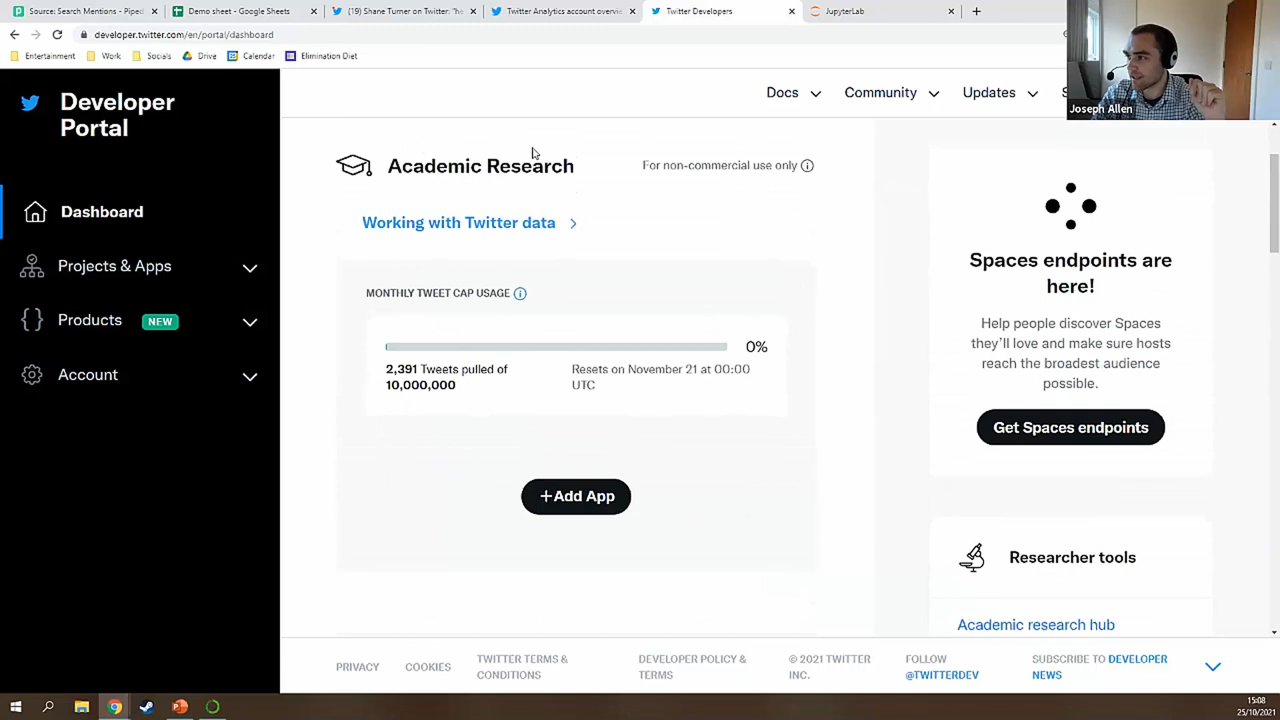 Source: Search Mentions - Piped
Demo sheet - Google Sheets
(19) Shane Turner on Twitter: "he
Twitter Analytics account overvie
Twitter Developers
JupyterLab
developer.twitter.com/en/portal/dashboard
Entertainment
Work
Socials
Drive
Calendar
Elimination Diet
Joseph Allen
Developer
Portal
Dashboard
Projects & Apps
Products NEW
Account
Docs
Community
Updates
Academic Research
For non-commercial use only
Working with Twitter data
MONTHLY TWEET CAP USAGE
0%
2,391 Tweets pulled of
10,000,000
Resets on November 21 at 00:00
UTC
+Add App
Spaces endpoints are
here!
Help people discover Spaces
they'll love and make sure hosts
reach the broadest audience
possible.
Get Spaces endpoints
Researcher tools
Academic research hub
PRIVACY
COOKIES
TWITTER TERMS &
CONDITIONS
DEVELOPER POLICY &
TERMS
© 2021 TWITTER
INC.
FOLLOW
@TWITTERDEV
SUBSCRIBE TO DEVELOPER
NEWS
15:08
25/10/2021